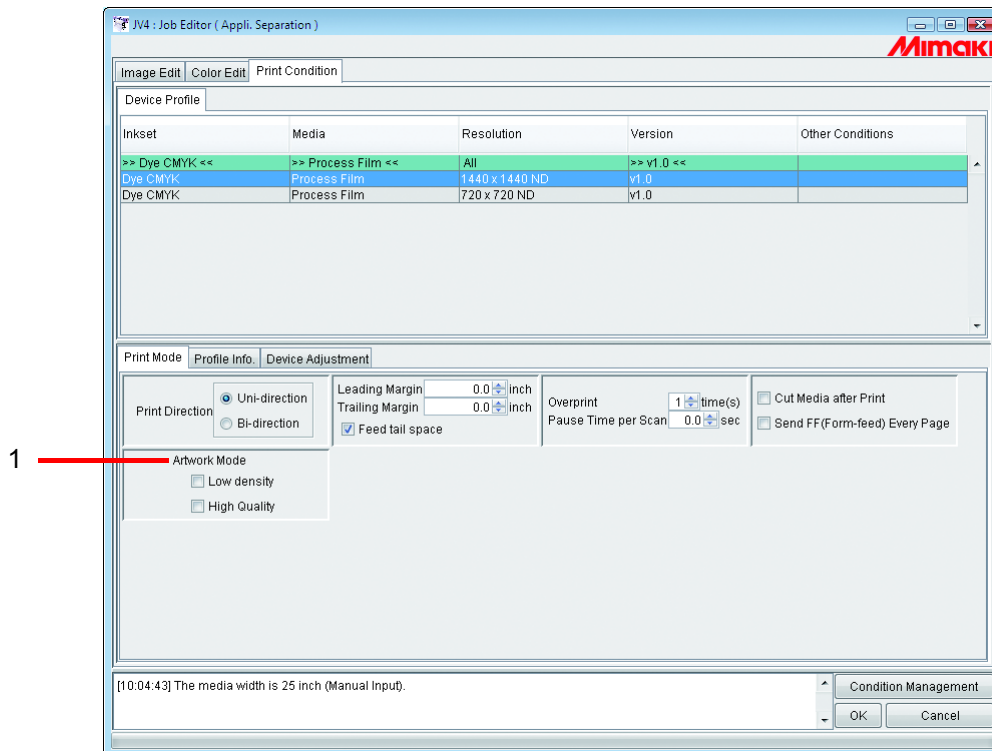 JV4 : Job Editor ( Appli. Separation )
Mimaki
Image Edit Color Edit Print Condition
Device Profile
Inkset Media Resolution Version Other Conditions
>> Dye CMYK << >> Process Film << All >> v1.0 <<
Dye CMYK Process Film 1440 x 1440 ND v1.0
Dye CMYK Process Film 720 x 720 ND v1.0
Print Mode Profile Info. Device Adjustment
Print Direction
Uni-direction
Bi-direction
Leading Margin 0.0 inch
Trailing Margin 0.0 inch
Feed tail space
Overprint 1 time(s)
Pause Time per Scan 0.0 sec
Cut Media after Print
Send FF(Form-feed) Every Page
1
Artwork Mode
Low density
High Quality
[10:04:43] The media width is 25 inch (Manual Input).
Condition Management
OK Cancel